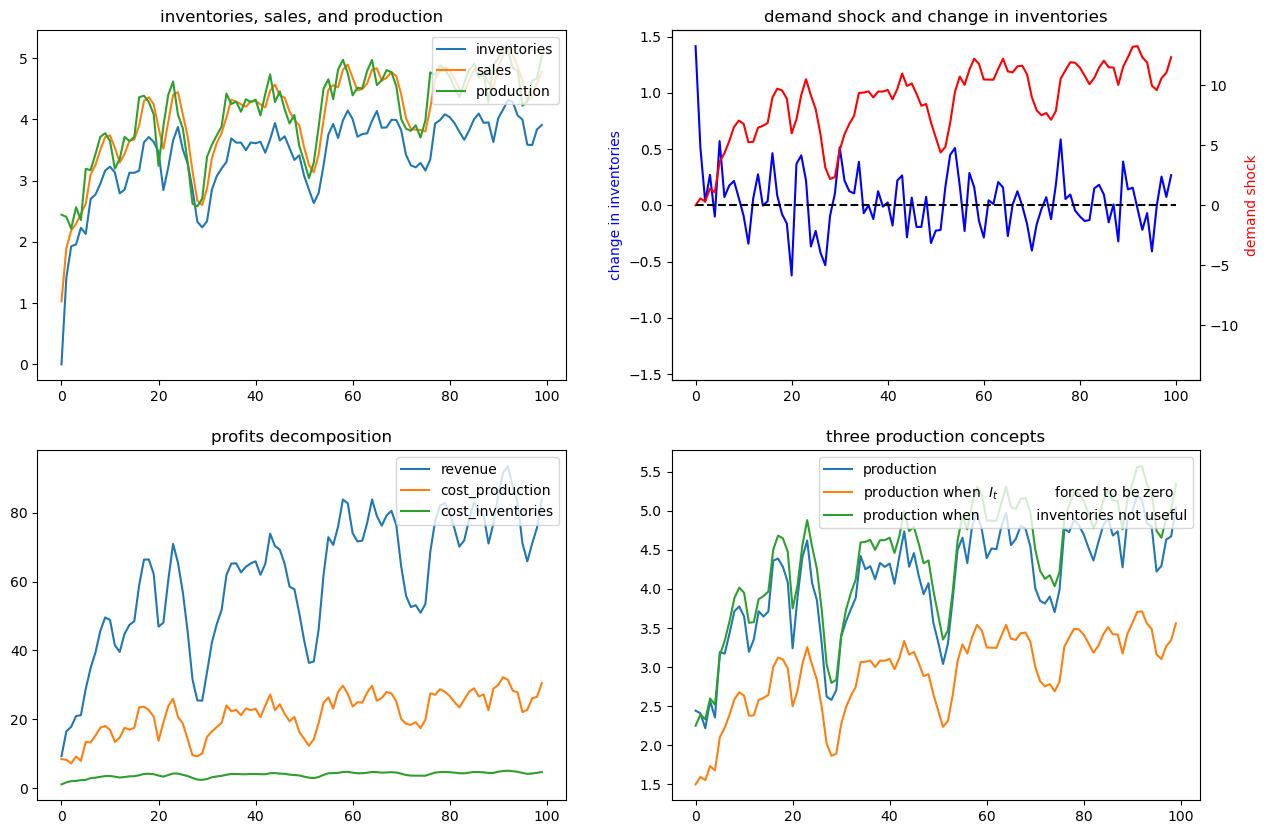 inventories, sales, and production
inventories
sales
production
5
4
3
2
1
0
0 20 40 60 80 100
demand shock and change in inventories
1.5
1.0
0.5
0.0
−0.5
−1.0
−1.5
change in inventories
10
5
0
−5
−10
demand shock
0 20 40 60 80 100
profits decomposition
revenue
cost_production
cost_inventories
80
60
40
20
0
0 20 40 60 80 100
three production concepts
production
production when I_t forced to be zero
production when inventories not useful
5.5
5.0
4.5
4.0
3.5
3.0
2.5
2.0
1.5
0 20 40 60 80 100